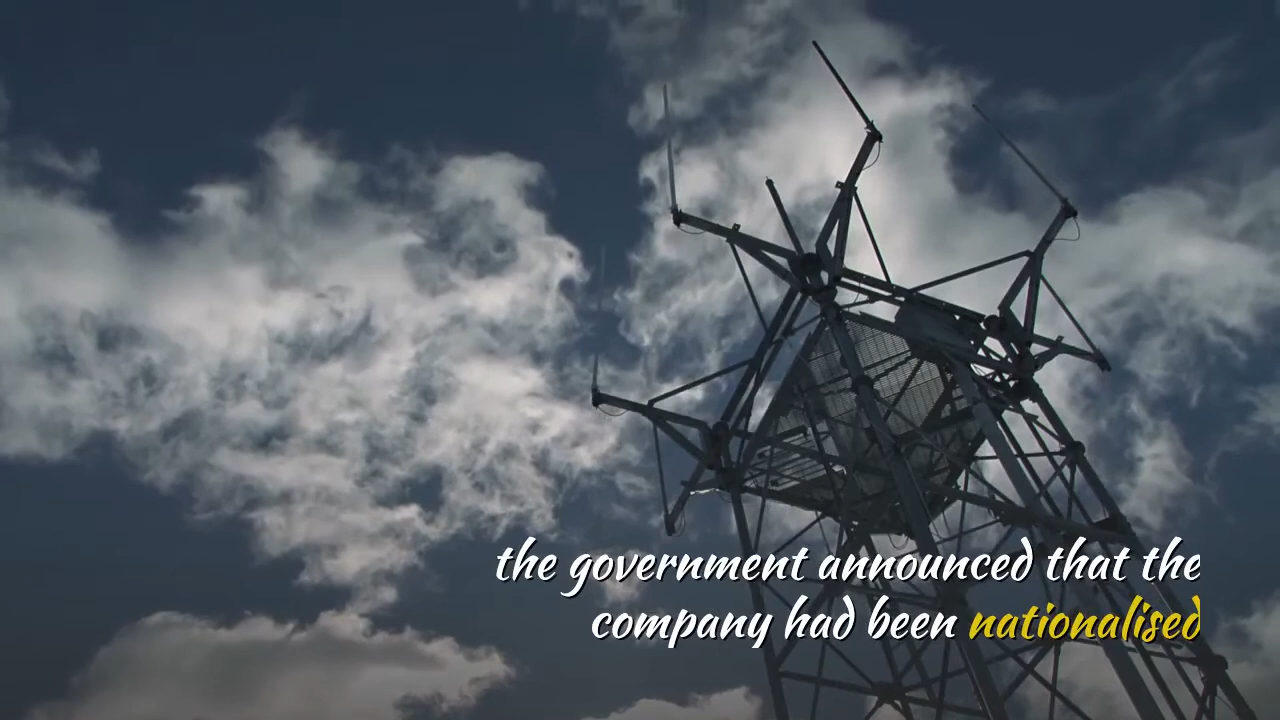 the government announced that the
company had been nationalised